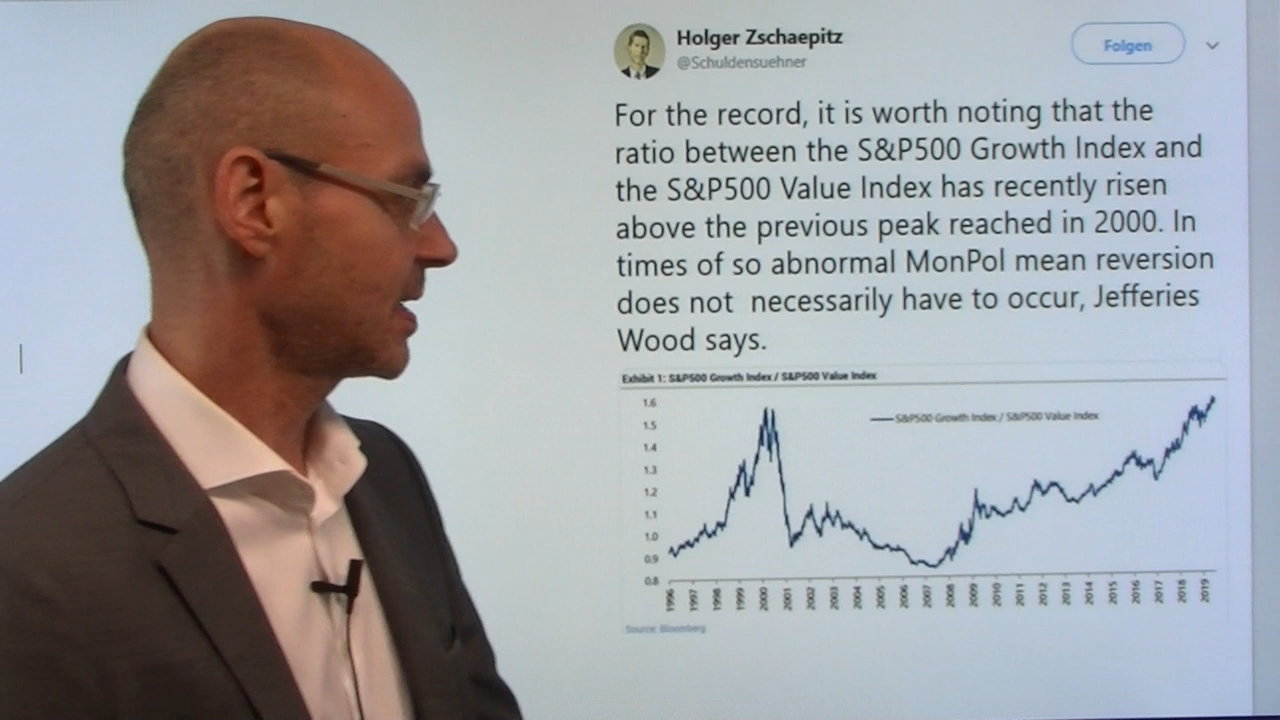 Holger Zschaepitz
@Schuldensuehner
Folgen
For the record, it is worth noting that the
ratio between the S&P500 Growth Index and
the S&P500 Value Index has recently risen
above the previous peak reached in 2000. In
times of so abnormal MonPol mean reversion
does not necessarily have to occur, Jefferies
Wood says.
Exhibit 1: S&P500 Growth Index / S&P500 Value Index
S&P500 Growth Index / S&P500 Value Index
1.6
1.5
1.4
1.3
1.2
1.1
1.0
0.9
0.8
1996 1997 1998 1999 2000 2001 2002 2003 2004 2005 2006 2007 2008 2009 2010 2011 2012 2013 2014 2015 2016 2017 2018 2019
Source: Bloomberg